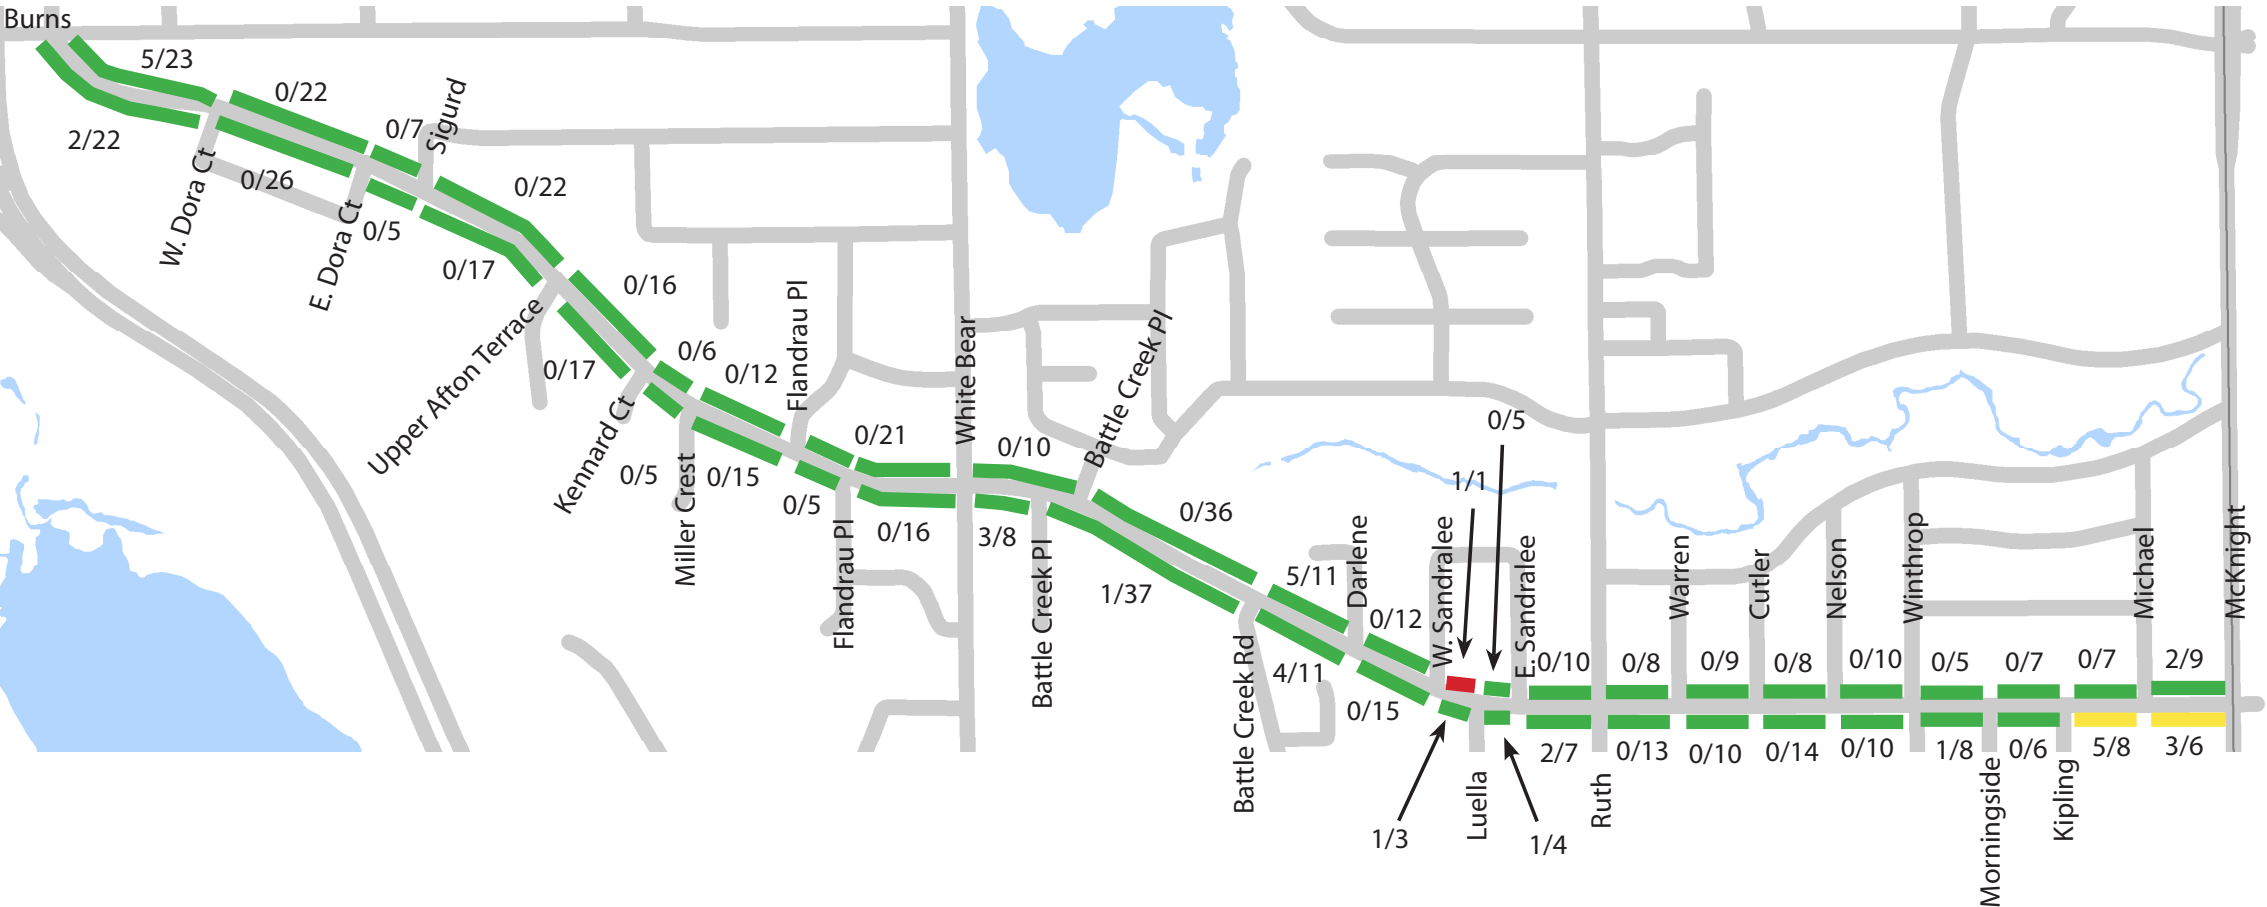 Burns
5/23
0/22
0/7
Sigurd
2/22
W. Dora Ct
0/26
E. Dora Ct
0/5
0/22
0/17
0/16
Upper Afton Terrace
0/17
Kennard Ct
0/6
0/12
Flandrau Pl
0/5
Miller Crest
0/15
0/5
Flandrau Pl
0/21
0/16
White Bear
0/10
3/8
Battle Creek Pl
Battle Creek Pl
0/36
1/37
Battle Creek Rd
5/11
Darlene
4/11
0/12
0/15
W. Sandralee
1/1
0/5
E. Sandralee
1/3
Luella
1/4
0/10
2/7
Ruth
0/8
0/13
Warren
0/9
0/10
Cutler
0/8
0/14
Nelson
0/10
0/10
Winthrop
0/5
1/8
Morningside
0/7
0/6
Kipling
0/7
5/8
Michael
2/9
3/6
McKnight